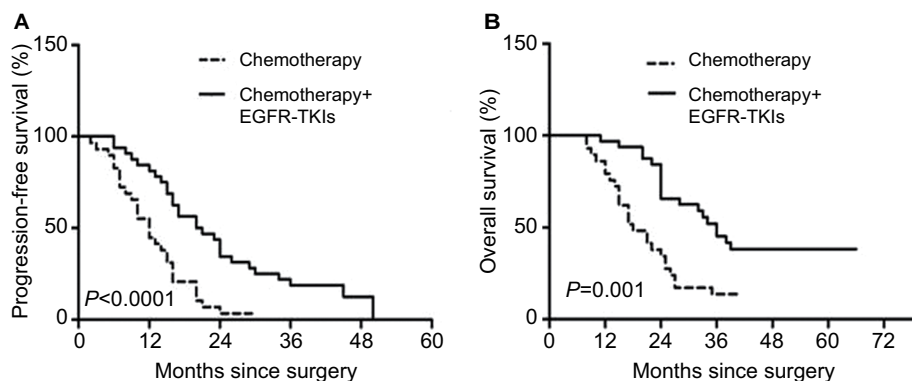 A
Progression-free survival (%)
150
100
50
0
Chemotherapy
Chemotherapy+
EGFR-TKIs
P<0.0001
0 12 24 36 48 60
Months since surgery
B
Overall survival (%)
150
100
50
0
Chemotherapy
Chemotherapy+
EGFR-TKIs
P=0.001
0 12 24 36 48 60 72
Months since surgery